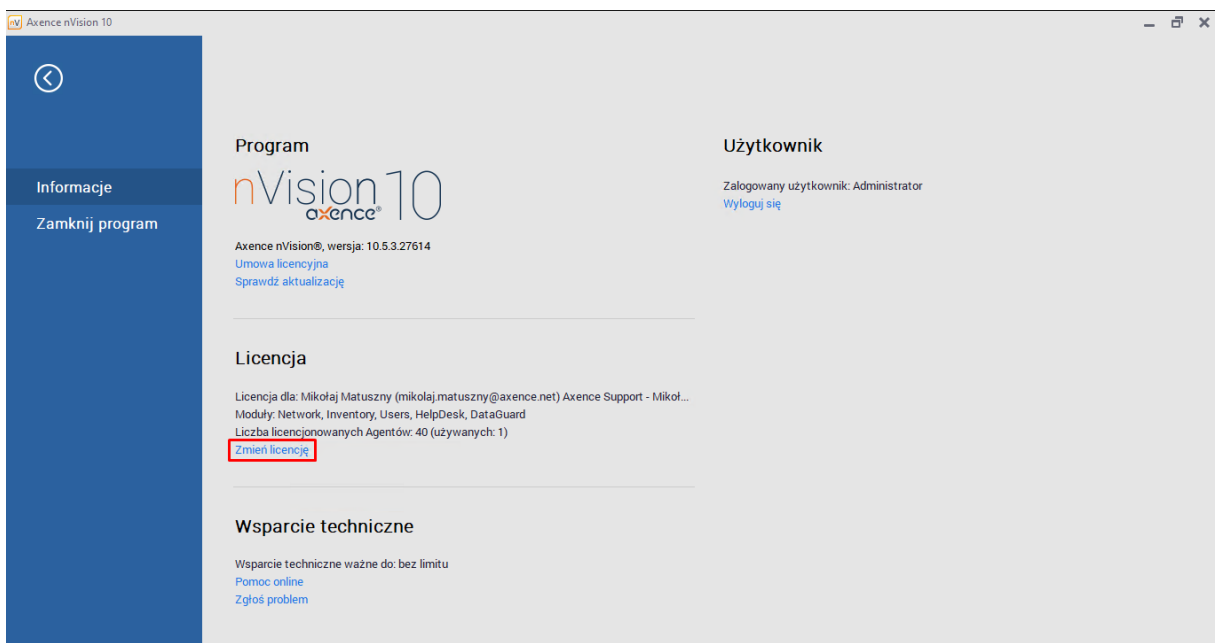 nV Axence nVision 10
Informacje
Zamknij program
Program
nVision 10
axence®
Axence nVision®, wersja: 10.5.3.27614
Umowa licencyjna
Sprawdź aktualizację
Licencja
Licencja dla: Mikołaj Matuszny (mikolaj.matuszny@axence.net) Axence Support - Mikoł...
Moduły: Network, Inventory, Users, HelpDesk, DataGuard
Liczba licencjonowanych Agentów: 40 (używanych: 1)
Zmień licencję
Wsparcie techniczne
Wsparcie techniczne ważne do: bez limitu
Pomoc online
Zgłoś problem
Użytkownik
Zalogowany użytkownik: Administrator
Wyloguj się